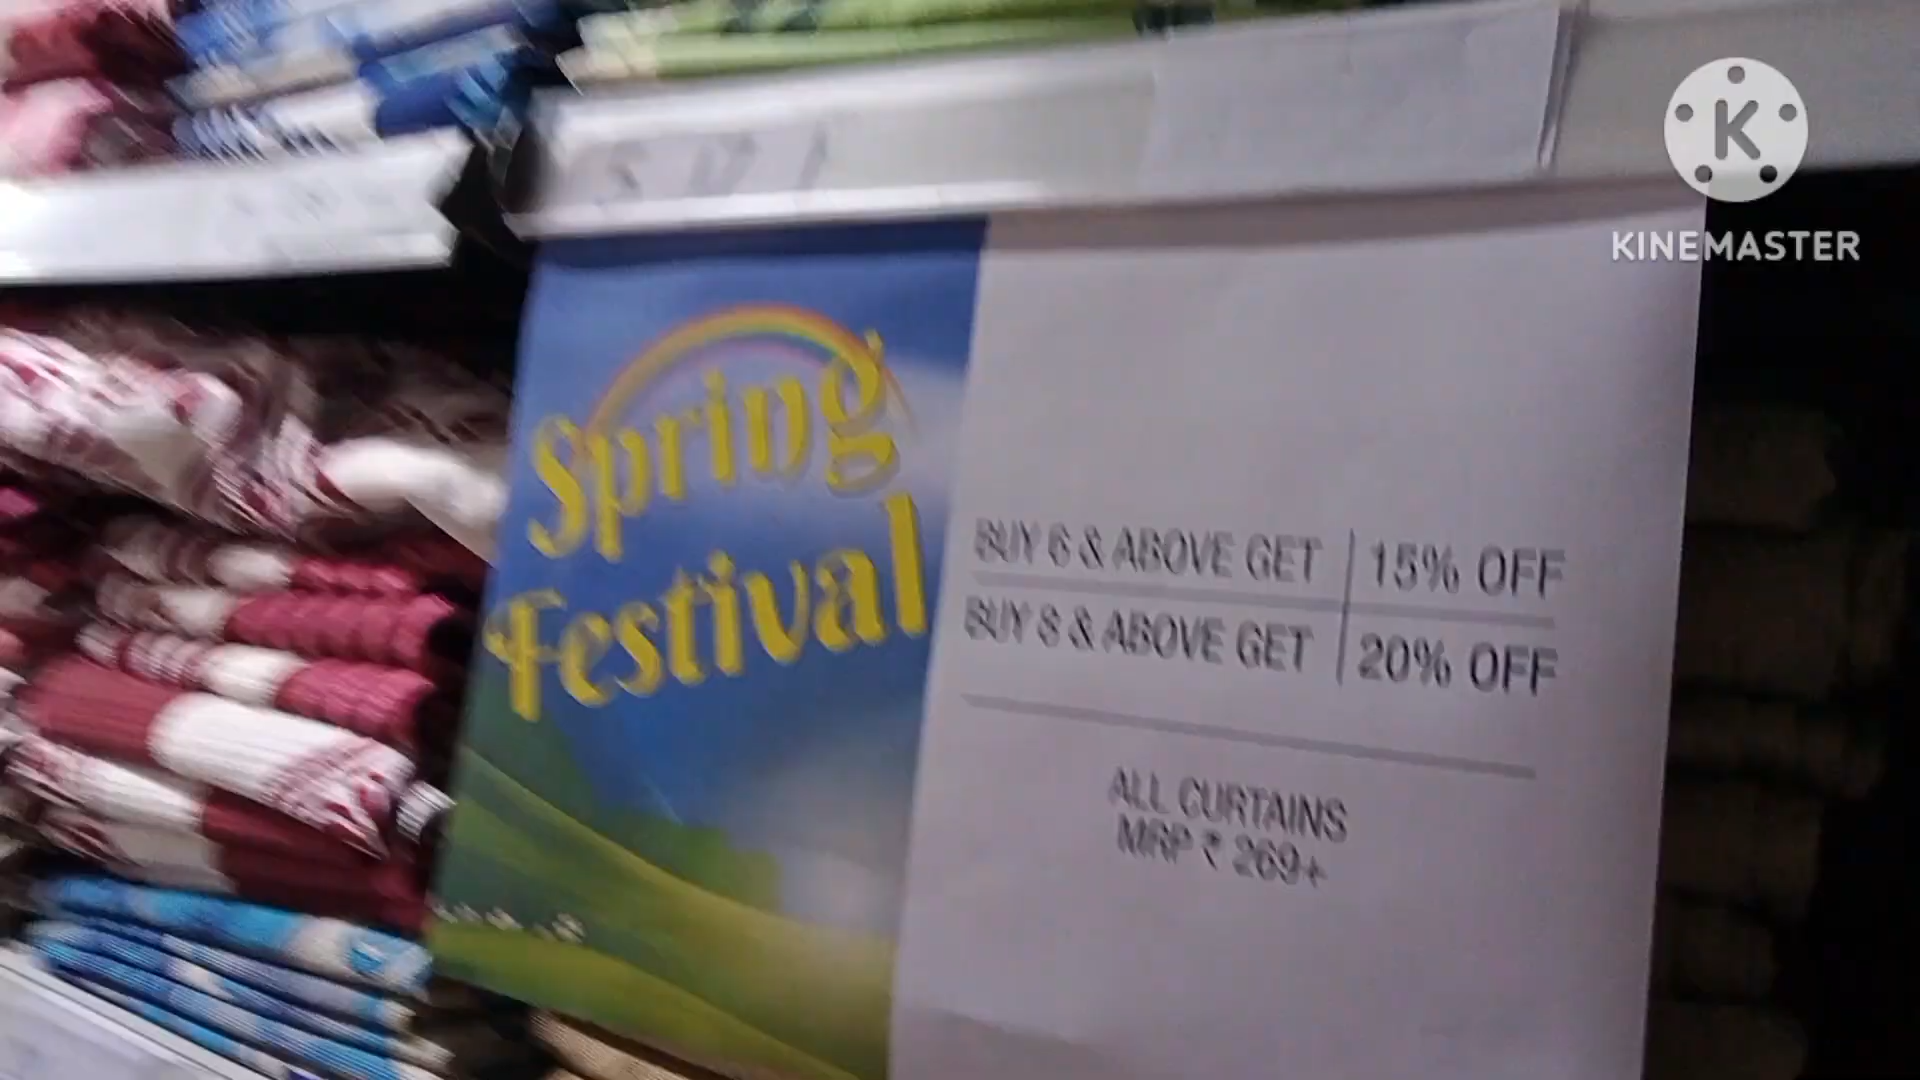 K
KINEMASTER
Spring
Festival
BUY 6 & ABOVE GET 15% OFF
BUY 8 & ABOVE GET 20% OFF
ALL CURTAINS
MRP ₹ 269+